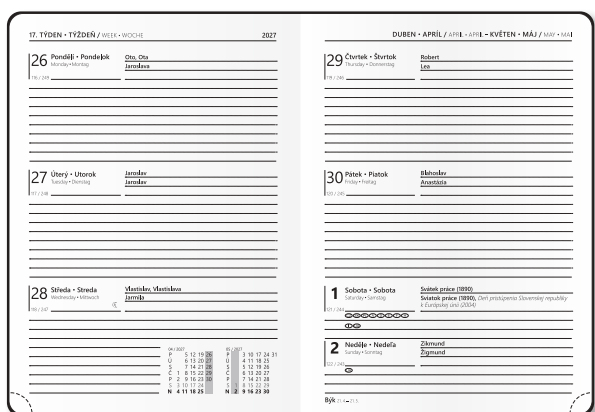 17. TÝDEN • TÝŽDEŇ / WEEK • WOCHE
2027
26 Pondělí • Pondelok
Monday • Montag
116 / 249
Oto, Ota
Jaroslava
27 Úterý • Utorok
Tuesday • Dienstag
117 / 248
Jaroslav
Jaroslav
28 Středa • Streda
Wednesday • Mittwoch
118 / 247
Vlastislav, Vlastislava
Jarmila
04 / 2027
P 5 12 19 26
Ú 6 13 20 27
S 7 14 21 28
Č 1 8 15 22 29
P 2 9 16 23 30
S 3 10 17 24
N 4 11 18 25
05 / 2027
P 3 10 17 24 31
Ú 4 11 18 25
S 5 12 19 26
Č 6 13 20 27
P 7 14 21 28
S 1 8 15 22 29
N 2 9 16 23 30
DUBEN • APRÍL / APRIL • APRIL – KVĚTEN • MÁJ / MAY • MAI
29 Čtvrtek • Štvrtok
Thursday • Donnerstag
119 / 246
Robert
Lea
30 Pátek • Piatok
Friday • Freitag
120 / 245
Blahoslav
Anastázia
1 Sobota • Sobota
Saturday • Samstag
121 / 244
Svátek práce (1890)
Sviatok práce (1890), Deň pristúpenia Slovenskej republiky
k Európskej únii (2004)
2 Neděle • Nedeľa
Sunday • Sonntag
122 / 243
Zikmund
Žigmund
Býk 21.4.–21.5.